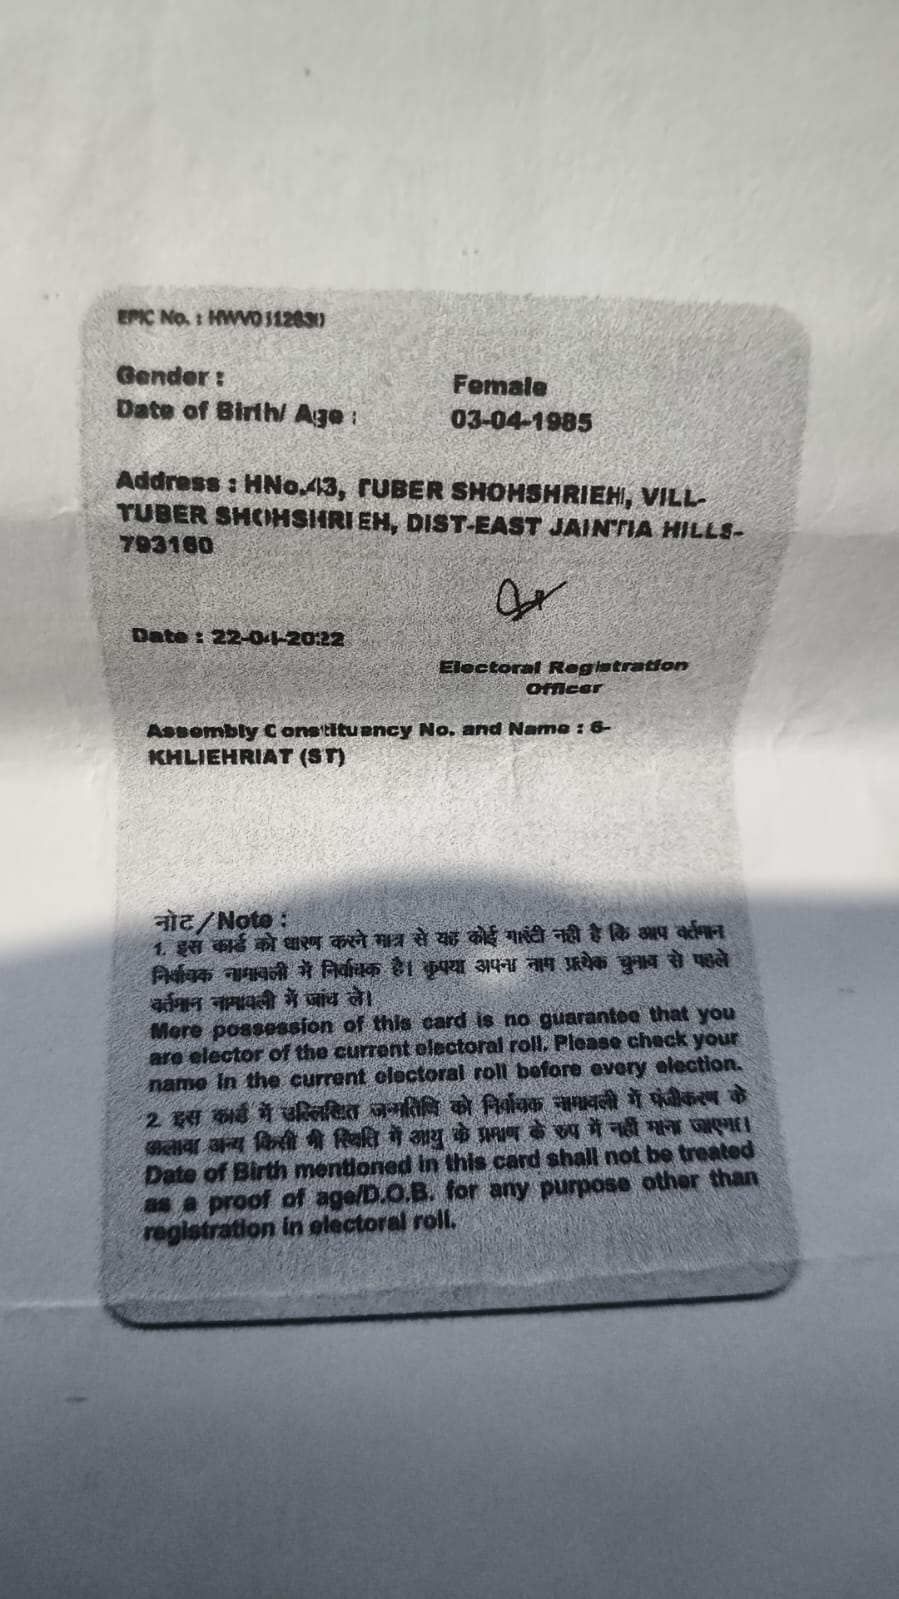 EPIC No. : HWV0112630
Gender : Female
Date of Birth/ Age : 03-04-1985
Address : HNo.43, TUBER SHOHSHRIEH, VILL-
TUBER SHOHSHRIEH, DIST-EAST JAINTIA HILLS-
793160
Date : 22-04-2022
Electoral Registration
Officer
Assembly Constituancy No. and Name : 6-
KHLIEHRIAT (ST)
नोट/Note :
1. इस कार्ड को धारण करने मात्र से यह कोई गारंटी नही है कि आप वर्तमान
निर्वाचक नामावली में निर्वाचक है। कृपया अपना नाम प्रत्येक चुनाव से पहले
वर्तमान नामावली में जांच ले।
Mere possession of this card is no guarantee that you
are elector of the current electoral roll. Please check your
name in the current electoral roll before every election.
2. इस कार्ड में उल्लिखित जन्मतिथि को निर्वाचक नामावली में पंजीकरण के
अलावा अन्य किसी भी स्थिति में आयु के प्रमाण के रुप में नहीं माना जाएगा।
Date of Birth mentioned in this card shall not be treated
as a proof of age/D.O.B. for any purpose other than
registration in electoral roll.